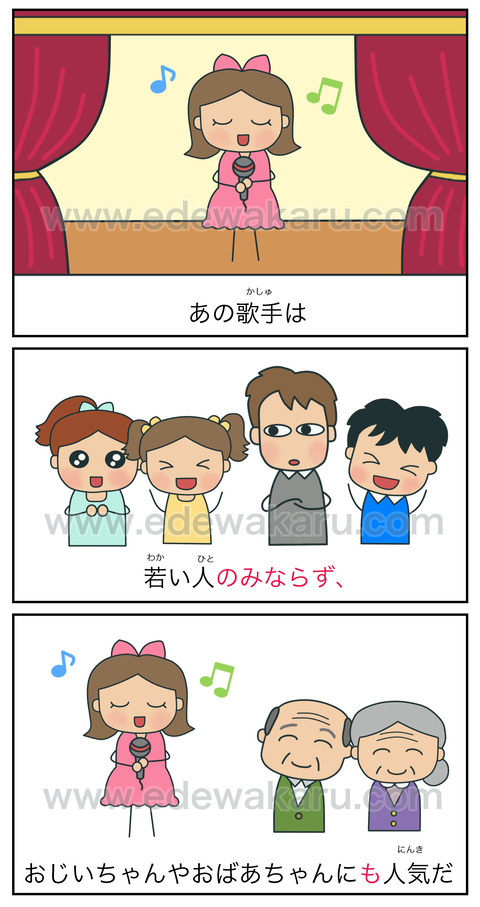 www.edewakaru.com
かしゅ
あの歌手は
www.edewakaru.com
わか ひと
若い人のみならず、
www.edewakaru.com
にんき
おじいちゃんやおばあちゃんにも人気だ